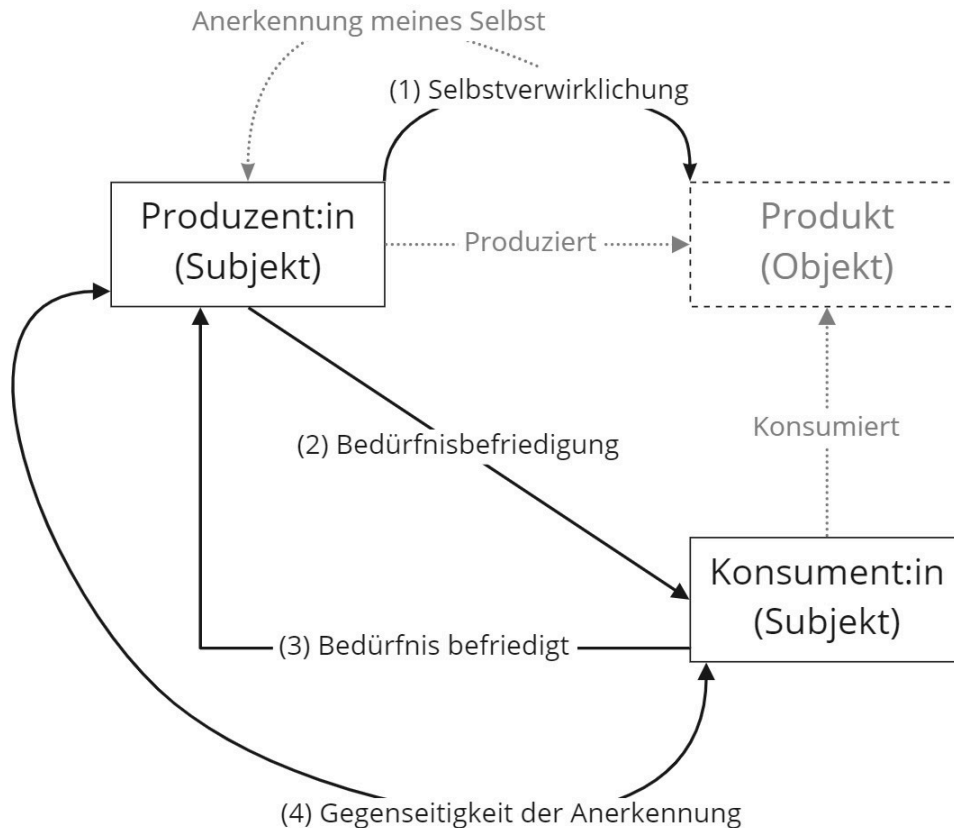 Anerkennung meines Selbst
(1) Selbstverwirklichung
Produzent:in
(Subjekt)
Produziert
Produkt
(Objekt)
(2) Bedürfnisbefriedigung
Konsumiert
Konsument:in
(Subjekt)
(3) Bedürfnis befriedigt
(4) Gegenseitigkeit der Anerkennung